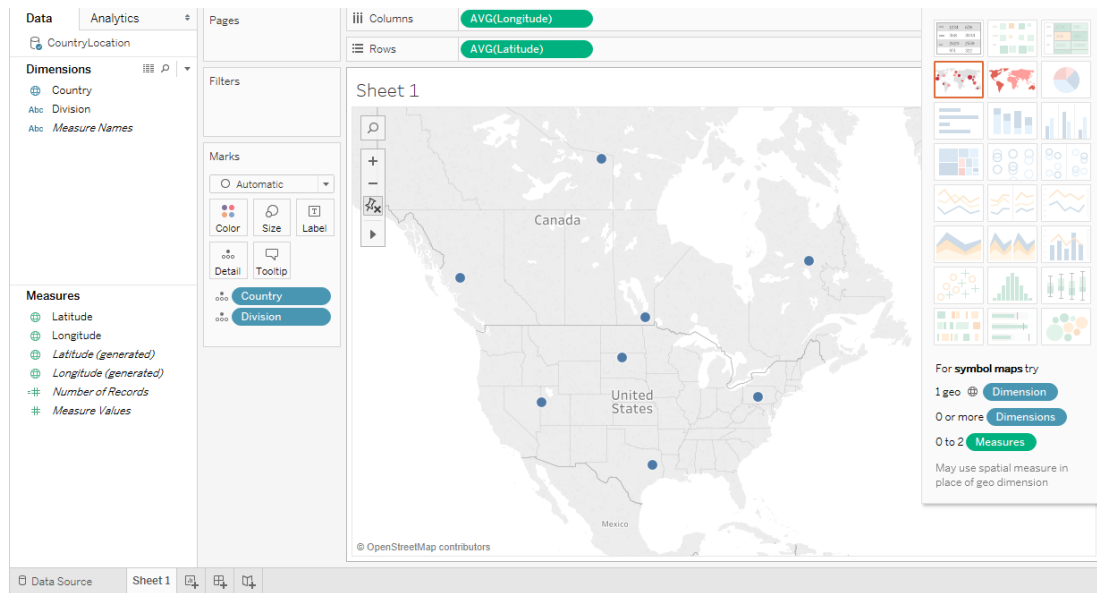 Data
Analytics
CountryLocation
Dimensions
Country
Abc Division
Abc Measure Names
Measures
Latitude
Longitude
Latitude (generated)
Longitude (generated)
=# Number of Records
# Measure Values
Pages
Filters
Marks
Automatic
Color Size Label
Detail Tooltip
Country
Division
Columns AVG(Longitude)
Rows AVG(Latitude)
Sheet 1
Canada
United
States
Mexico
© OpenStreetMap contributors
For symbol maps try
1 geo Dimension
0 or more Dimensions
0 to 2 Measures
May use spatial measure in
place of geo dimension
Data Source Sheet 1